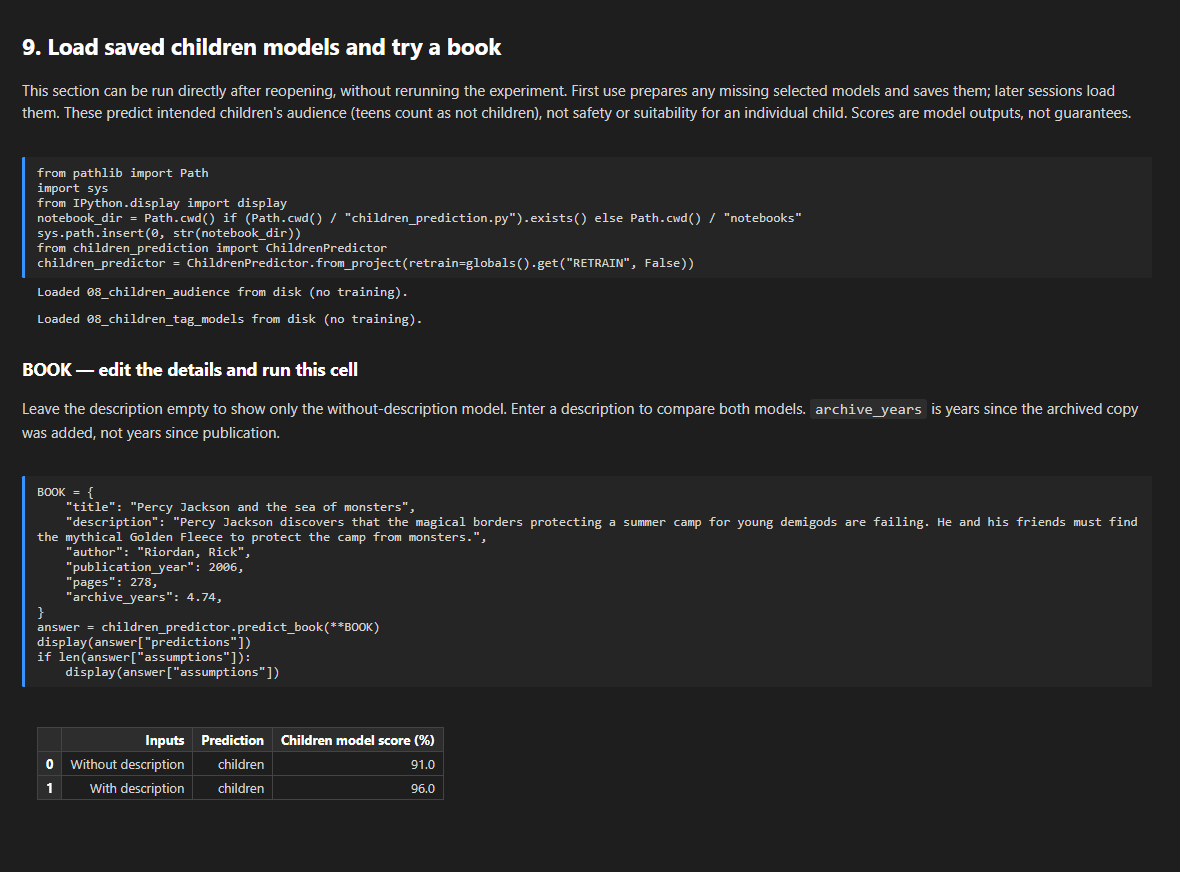 9. Load saved children models and try a book
This section can be run directly after reopening, without rerunning the experiment. First use prepares any missing selected models and saves them; later sessions load
them. These predict intended children's audience (teens count as not children), not safety or suitability for an individual child. Scores are model outputs, not guarantees.
from pathlib import Path
import sys
from IPython.display import display
notebook_dir = Path.cwd() if (Path.cwd() / "children_prediction.py").exists() else Path.cwd() / "notebooks"
sys.path.insert(0, str(notebook_dir))
from children_prediction import ChildrenPredictor
children_predictor = ChildrenPredictor.from_project(retrain=globals().get("RETRAIN", False))
Loaded 08_children_audience from disk (no training).
Loaded 08_children_tag_models from disk (no training).
BOOK — edit the details and run this cell
Leave the description empty to show only the without-description model. Enter a description to compare both models. archive_years is years since the archived copy
was added, not years since publication.
BOOK = {
    "title": "Percy Jackson and the sea of monsters",
    "description": "Percy Jackson discovers that the magical borders protecting a summer camp for young demigods are failing. He and his friends must find
the mythical Golden Fleece to protect the camp from monsters.",
    "author": "Riordan, Rick",
    "publication_year": 2006,
    "pages": 278,
    "archive_years": 4.74,
}
answer = children_predictor.predict_book(**BOOK)
display(answer["predictions"])
if len(answer["assumptions"]):
    display(answer["assumptions"])
Inputs Prediction Children model score (%)
0 Without description children 91.0
1 With description children 96.0